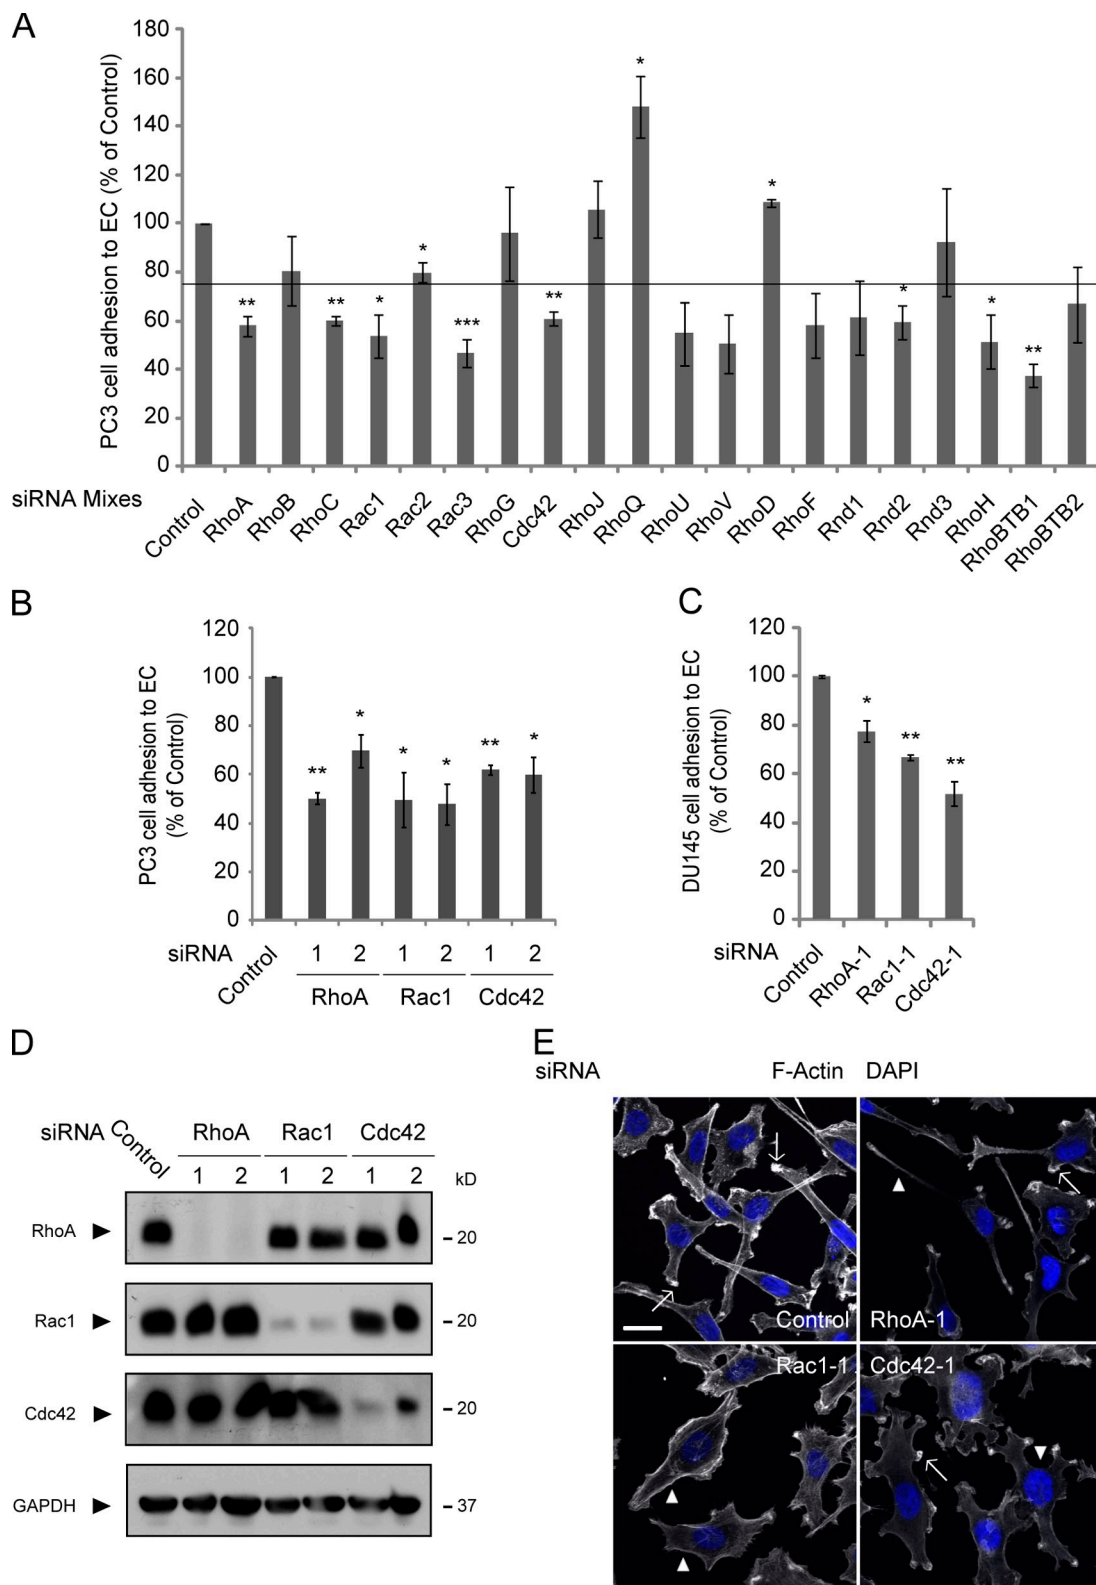 A
PC3 cell adhesion to EC (% of Control)
180
160
140
120
100
80
60
40
20
0
* ** ** * * *** ** * * * * **
siRNA Mixes
Control RhoA RhoB RhoC Rac1 Rac2 Rac3 RhoG Cdc42 RhoJ RhoQ RhoU RhoV RhoD RhoF Rnd1 Rnd2 Rnd3 RhoH RhoBTB1 RhoBTB2
B
PC3 cell adhesion to EC
(% of Control)
120
100
80
60
40
20
0
** * * * ** *
siRNA Control 1 2 1 2 1 2
RhoA Rac1 Cdc42
C
DU145 cell adhesion to EC
(% of Control)
120
100
80
60
40
20
0
* ** **
siRNA
Control RhoA-1 Rac1-1 Cdc42-1
D
siRNA Control RhoA Rac1 Cdc42
1 2 1 2 1 2 kD
RhoA 20
Rac1 20
Cdc42 20
GAPDH 37
E
siRNA F-Actin DAPI
Control RhoA-1
Rac1-1 Cdc42-1